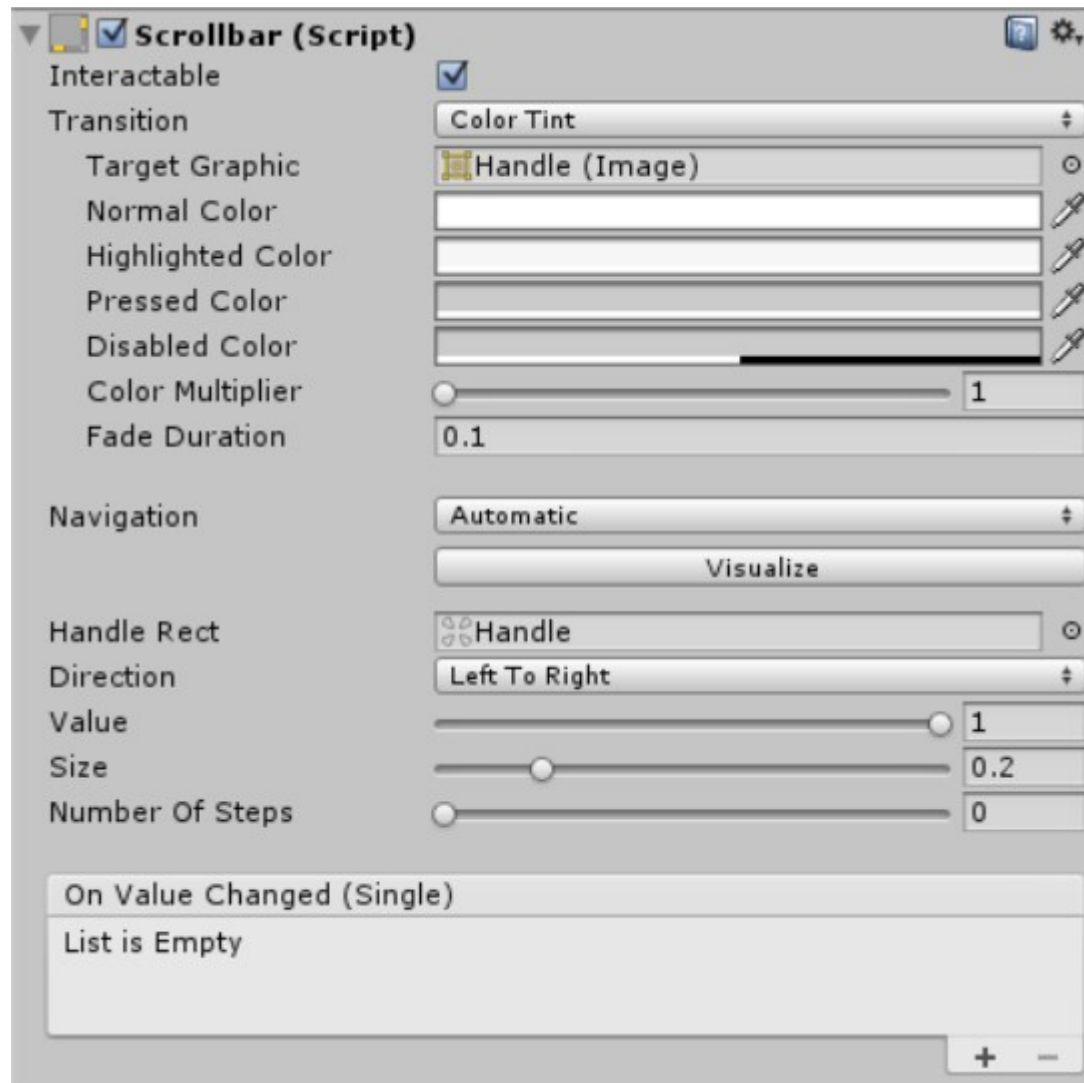 Scrollbar (Script)
Interactable
Transition Color Tint
Target Graphic Handle (Image)
Normal Color
Highlighted Color
Pressed Color
Disabled Color
Color Multiplier 1
Fade Duration 0.1
Navigation Automatic
Visualize
Handle Rect Handle
Direction Left To Right
Value 1
Size 0.2
Number Of Steps 0
On Value Changed (Single)
List is Empty
+ −